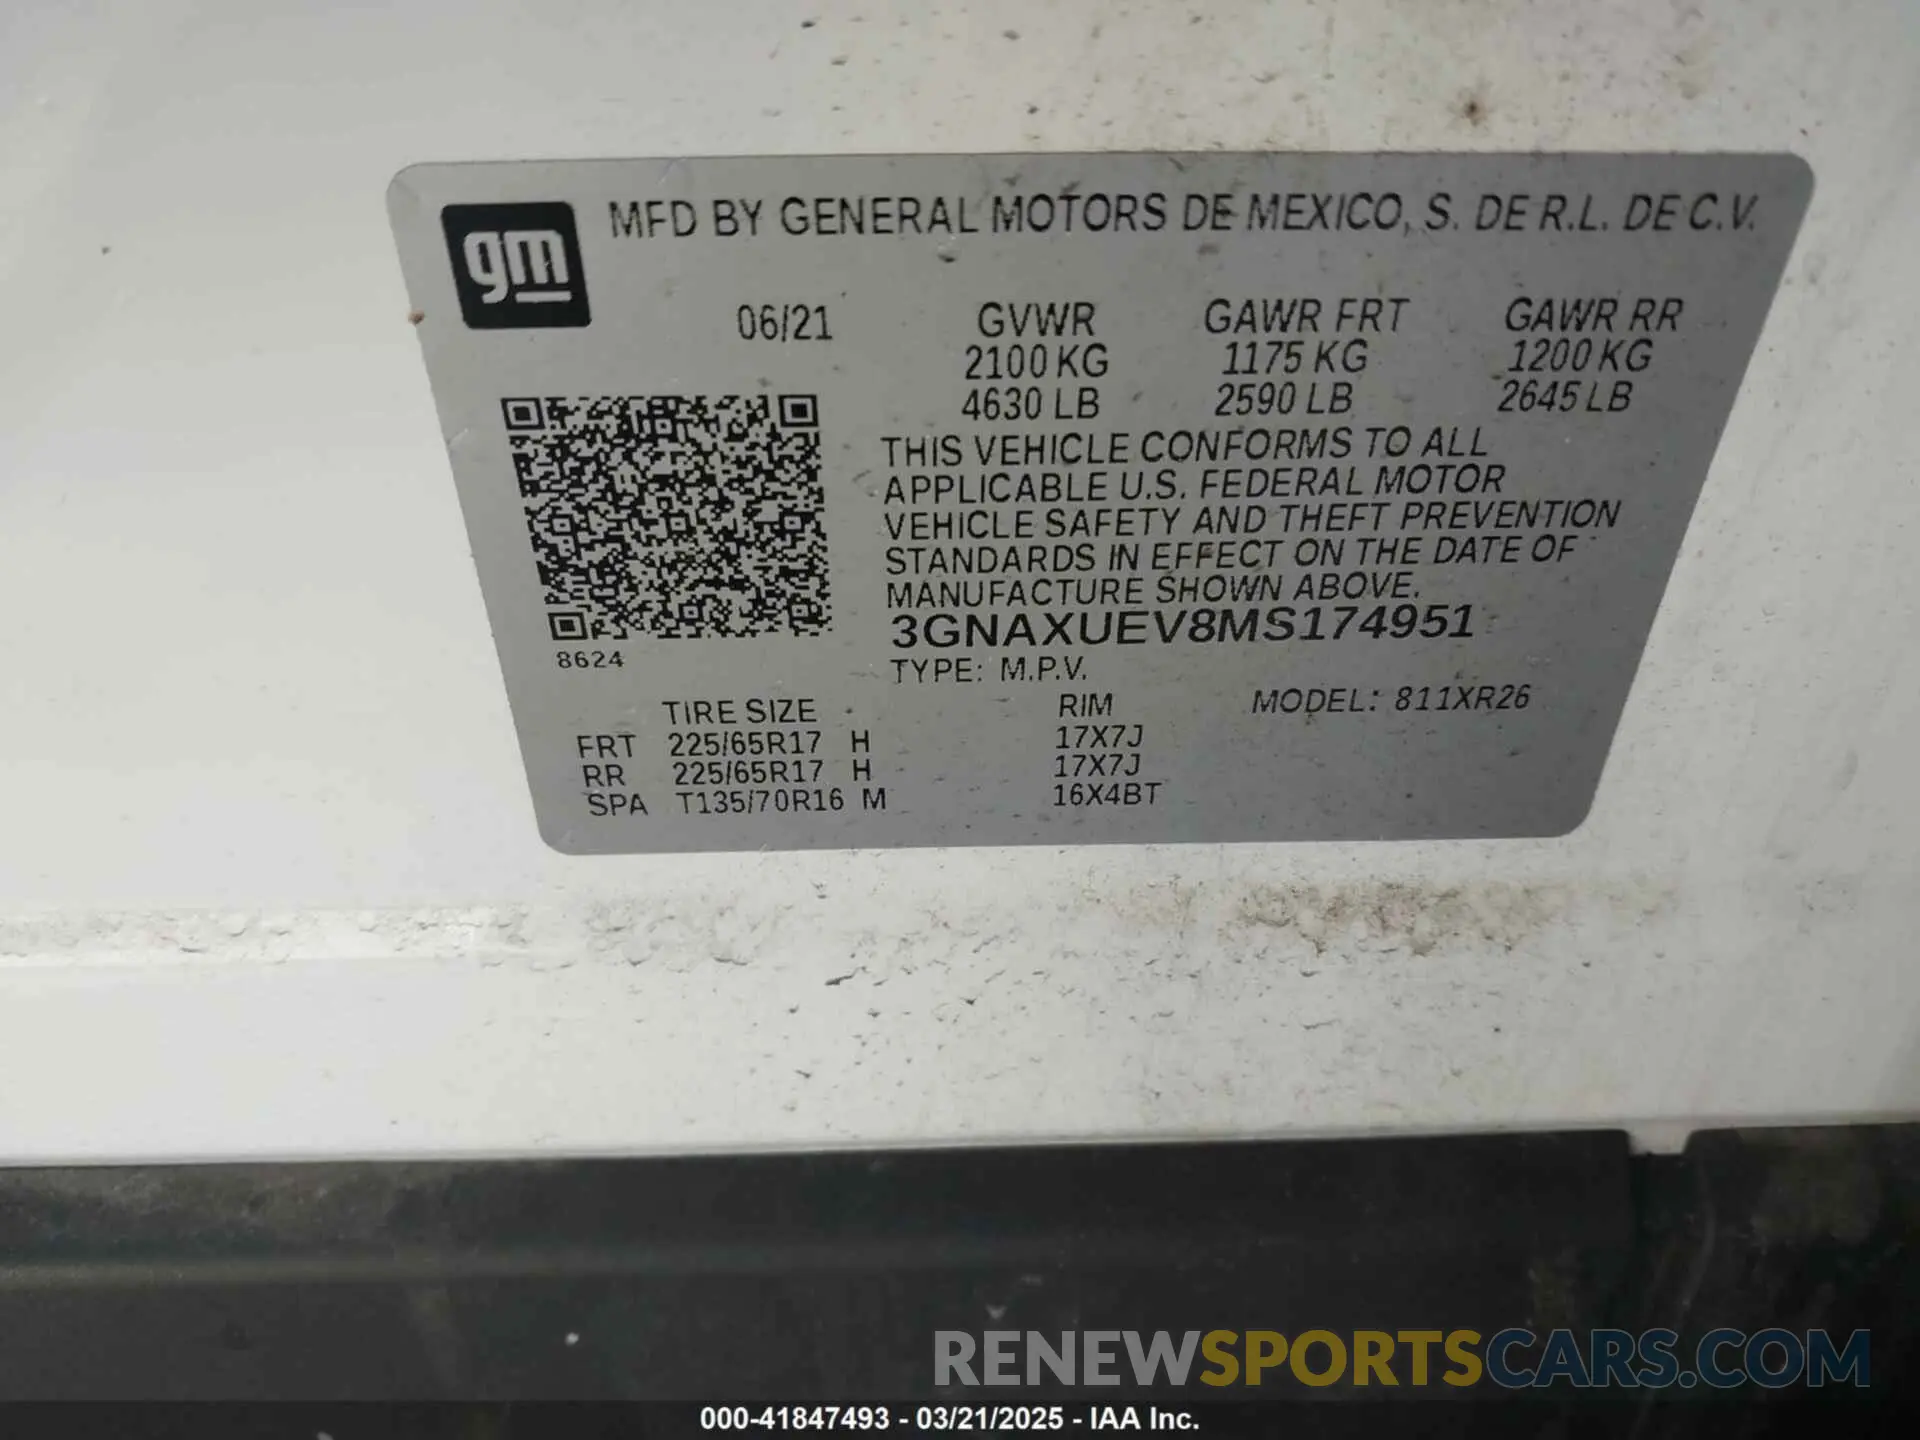 gm
MFD BY GENERAL MOTORS DE MEXICO, S. DE R.L. DE C.V.
06/21 GVWR GAWR FRT GAWR RR
2100 KG 1175 KG 1200 KG
4630 LB 2590 LB 2645 LB
THIS VEHICLE CONFORMS TO ALL
APPLICABLE U.S. FEDERAL MOTOR
VEHICLE SAFETY AND THEFT PREVENTION
STANDARDS IN EFFECT ON THE DATE OF
MANUFACTURE SHOWN ABOVE.
3GNAXUEV8MS174951
8624
TYPE: M.P.V.
TIRE SIZE RIM MODEL: 811XR26
FRT 225/65R17 H 17X7J
RR 225/65R17 H 17X7J
SPA T135/70R16 M 16X4BT
RENEWSPORTSCARS.COM
000-41847493 - 03/21/2025 - IAA Inc.